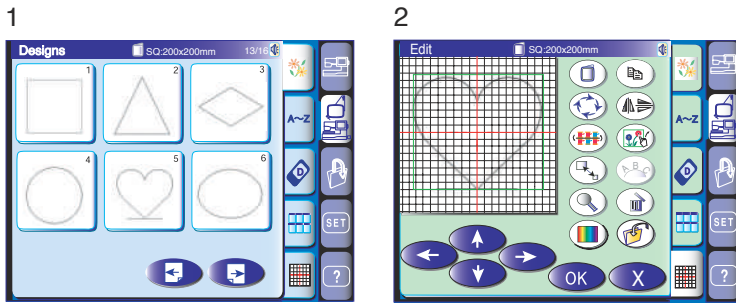 1
2
Designs SQ:200x200mm 13/16
1 2 3
4 5 6
A~Z
D
SET
?
Edit SQ:200x200mm
A~Z
A B C
D
SET
?
OK X